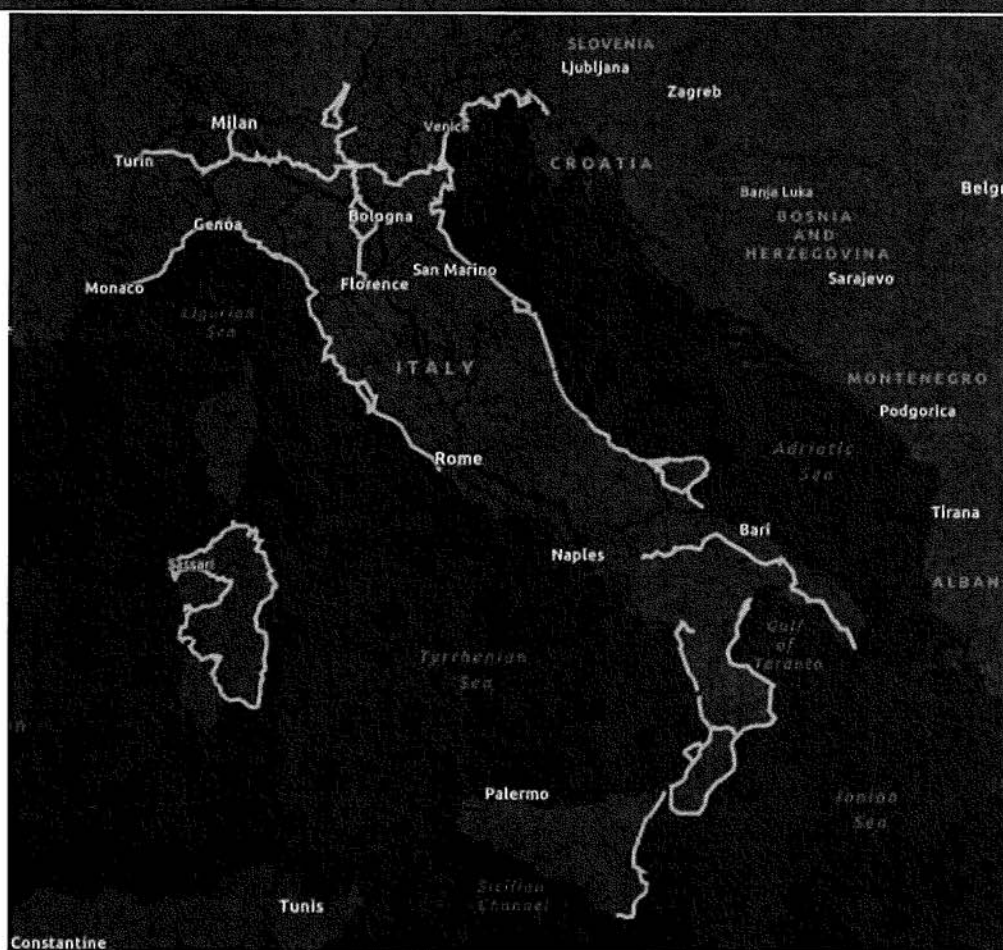 SLOVENIA
Ljubljana
Zagreb
Milan
Venice
Turin
CROATIA
Banja Luka
Belgr
BOSNIA
AND
HERZEGOVINA
Genoa
Bologna
San Marino
Sarajevo
Monaco
Florence
Ligurian
Sea
ITALY
MONTENEGRO
Podgorica
Adriatic
Sea
Rome
Tirana
Bari
Naples
Sassari
ALBAN
Gulf
of
Taranto
Tyrrhenian
Sea
Palermo
Ionian
Sea
Sicilian
Channel
Tunis
Constantine